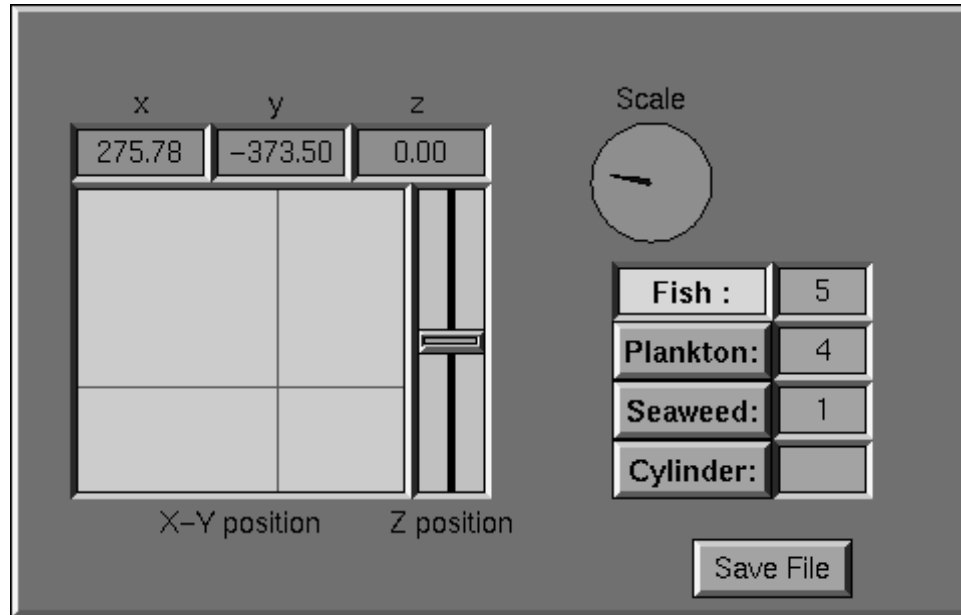 x y z
275.78 −373.50 0.00
X−Y position Z position
Scale
Fish : 5
Plankton: 4
Seaweed: 1
Cylinder:
Save File